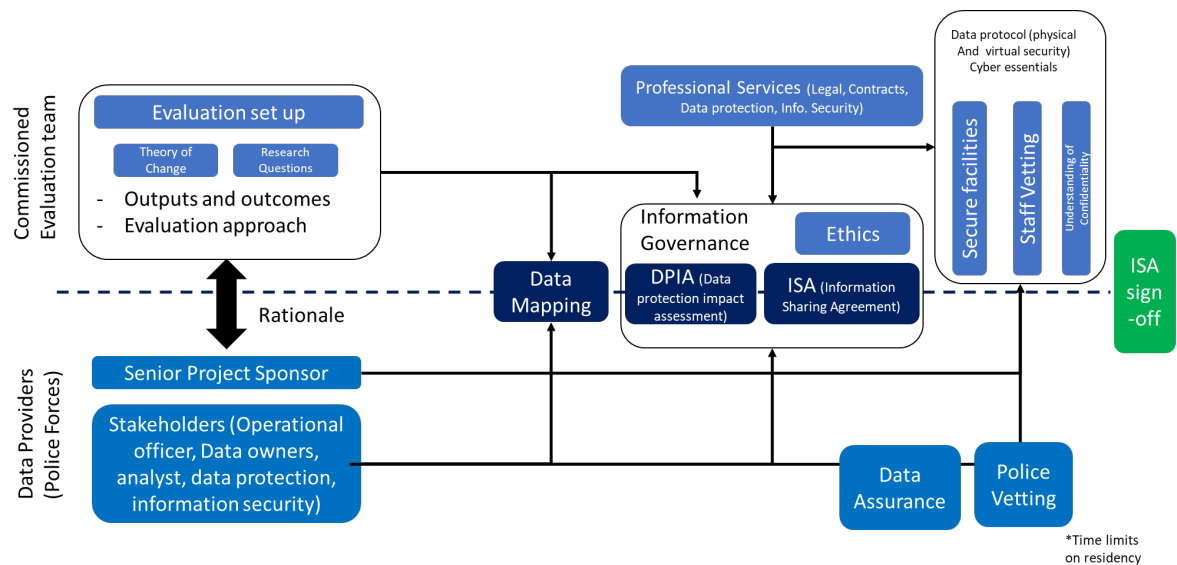 Commissioned
Evaluation team
Evaluation set up
Theory of
Change
Research
Questions
- Outputs and outcomes
- Evaluation approach
Professional Services (Legal, Contracts,
Data protection, Info. Security)
Data protocol (physical
And virtual security)
Cyber essentials
Secure facilities
Staff Vetting
Understanding of
Confidentiality
Information
Governance
Ethics
DPIA (Data
protection impact
assessment)
ISA (Information
Sharing Agreement)
Data
Mapping
ISA
sign
-off
Rationale
Data Providers
(Police Forces)
Senior Project Sponsor
Stakeholders (Operational
officer, Data owners,
analyst, data protection,
information security)
Data
Assurance
Police
Vetting
*Time limits
on residency